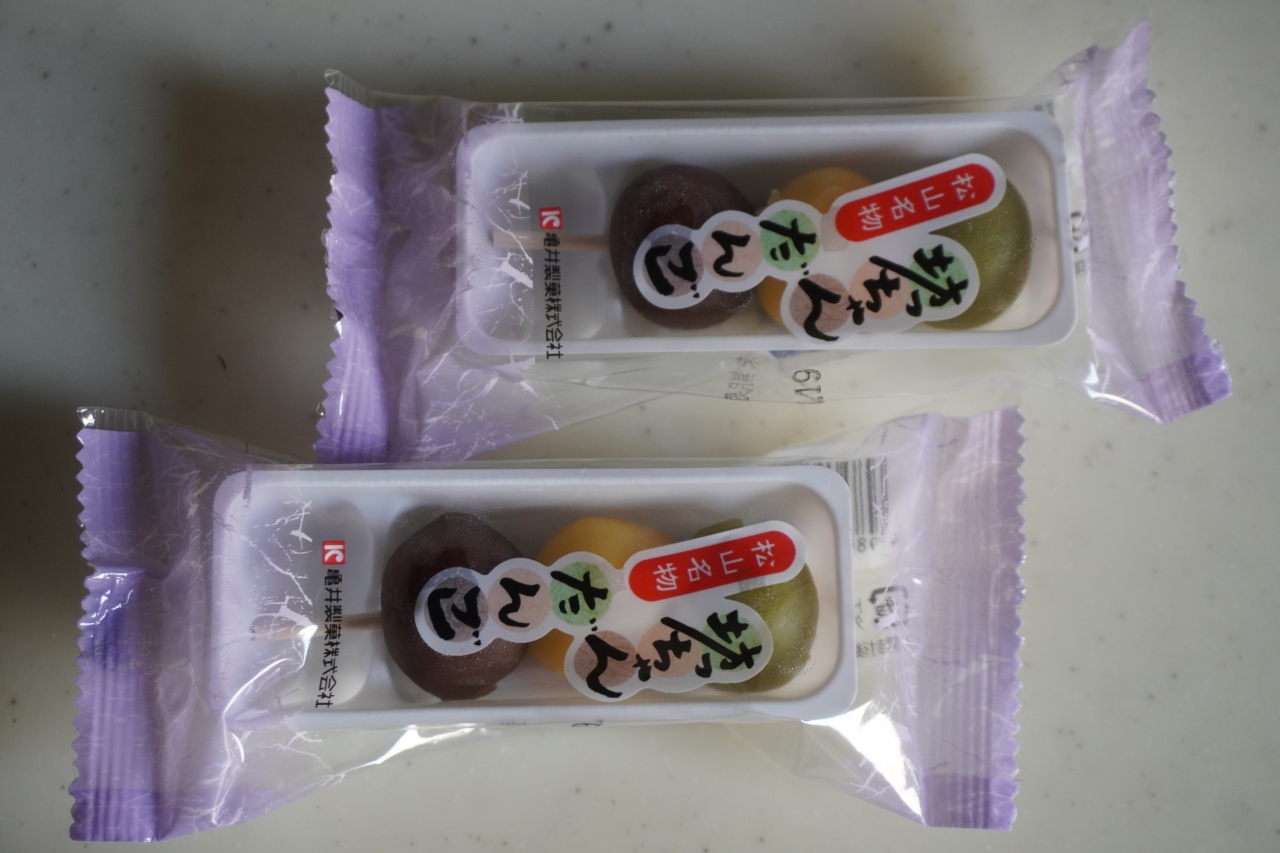 松山名物
坊っちゃん
だんご
亀井製菓株式会社
松山名物
坊っちゃん
だんご
亀井製菓株式会社